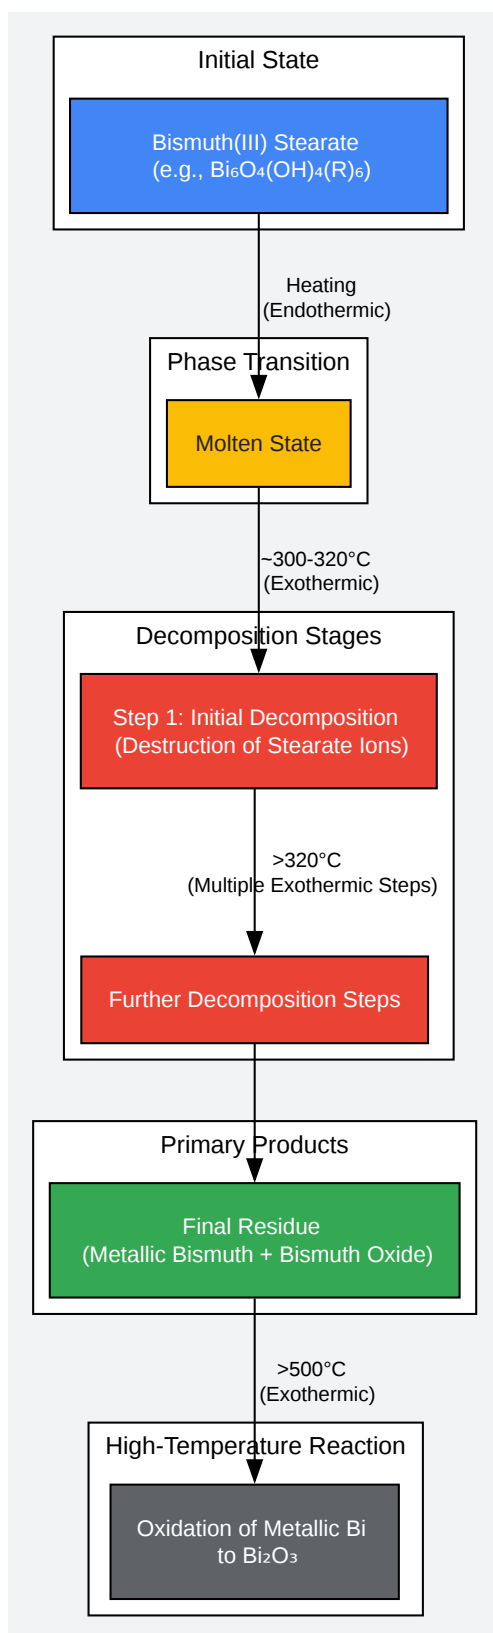 Initial State
Bismuth(III) Stearate
(e.g., Bi₆O₄(OH)₄(R)₆)
Heating
(Endothermic)
Phase Transition
Molten State
~300-320°C
(Exothermic)
Decomposition Stages
Step 1: Initial Decomposition
(Destruction of Stearate Ions)
>320°C
(Multiple Exothermic Steps)
Further Decomposition Steps
Primary Products
Final Residue
(Metallic Bismuth + Bismuth Oxide)
>500°C
(Exothermic)
High-Temperature Reaction
Oxidation of Metallic Bi
to Bi₂O₃